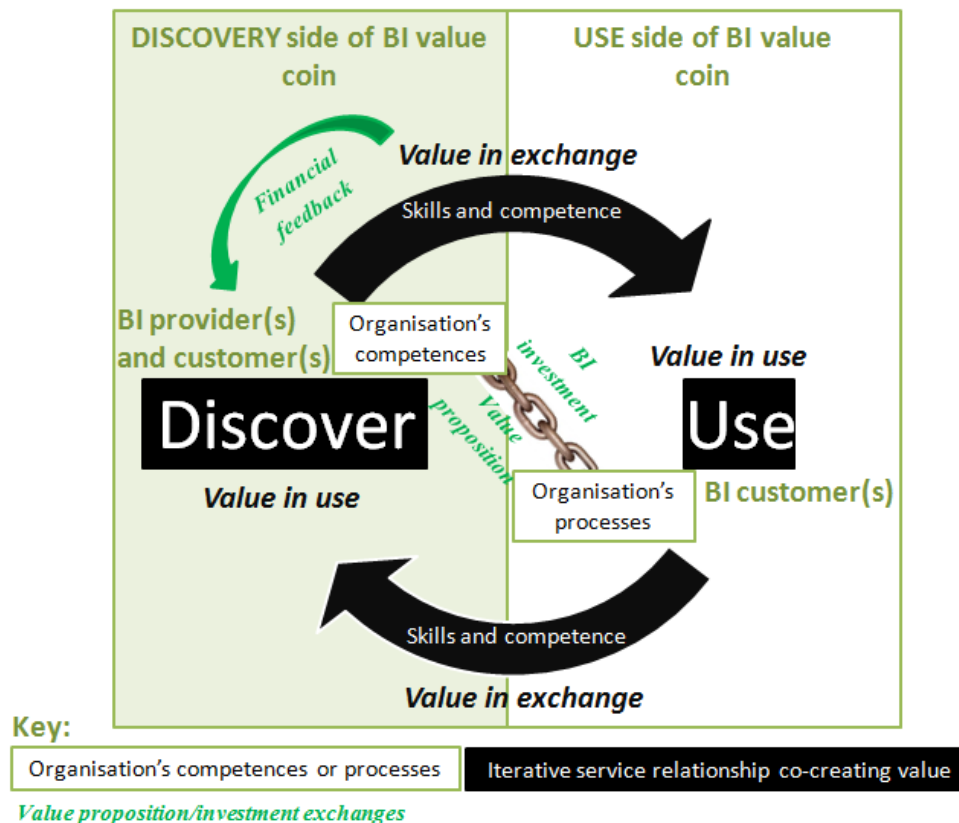 DISCOVERY side of BI value
coin
USE side of BI value
coin
Value in exchange
Financial
feedback
Skills and competence
BI provider(s)
and customer(s)
Organisation's
competences
BI
investment
Value
proposition
Value in use
Discover
Use
Value in use
Organisation's
processes
BI customer(s)
Skills and competence
Value in exchange
Key:
Organisation's competences or processes
Iterative service relationship co-creating value
Value proposition/investment exchanges